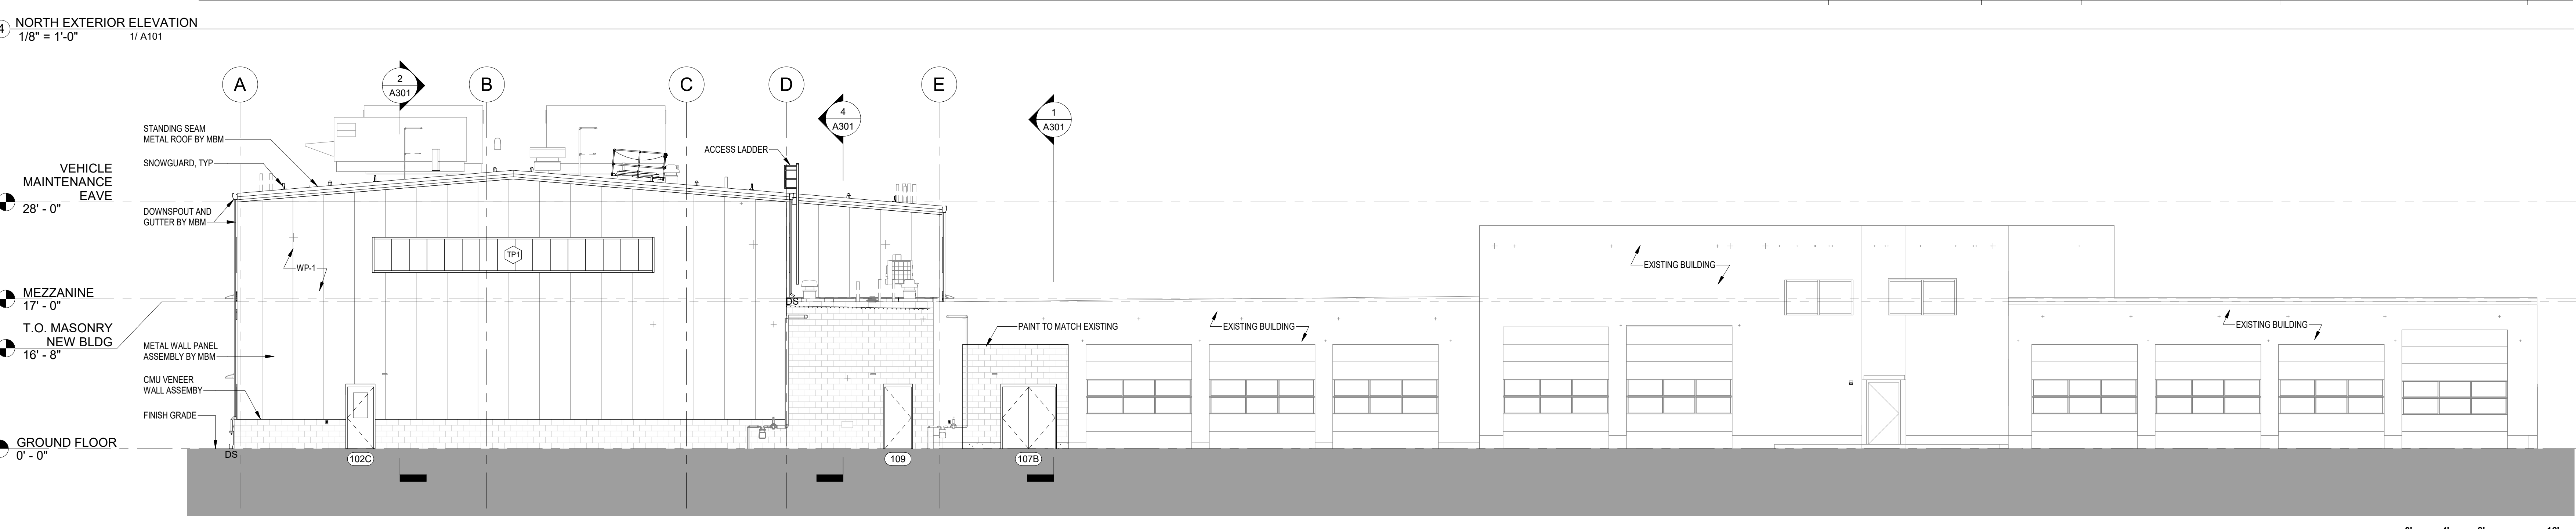 4 NORTH EXTERIOR ELEVATION
1/8" = 1'-0" 1/ A101
A
2
A301
B
C
D
4
A301
E
1
A301
STANDING SEAM
METAL ROOF BY MBM
SNOWGUARD, TYP
ACCESS LADDER
VEHICLE
MAINTENANCE
EAVE
28' - 0"
DOWNSPOUT AND
GUTTER BY MBM
TP1
WP-1
EXISTING BUILDING
MEZZANINE
17' - 0"
DS
T.O. MASONRY
NEW BLDG
16' - 8"
PAINT TO MATCH EXISTING
EXISTING BUILDING
EXISTING BUILDING
METAL WALL PANEL
ASSEMBLY BY MBM
CMU VENEER
WALL ASSEMBY
FINISH GRADE
GROUND FLOOR
0' - 0"
DS
102C
109
107B